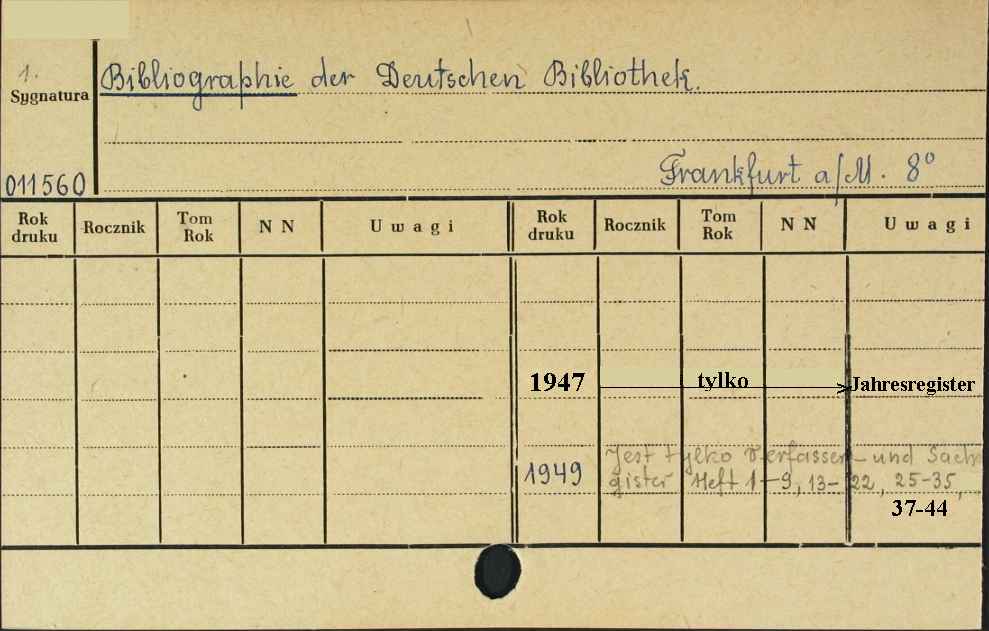 1.
Sygnatura
Bibliographie der Deutschen Bibliothek.
011560
Frankfurt a/M. 8°
Rok druku Rocznik Tom Rok N N Uwagi Rok druku Rocznik Tom Rok N N Uwagi
1947 tylko Jahresregister
1949 Jest tylko Verfasser- und Sach
gister Heft 1-9, 13-22, 25-35,
37-44